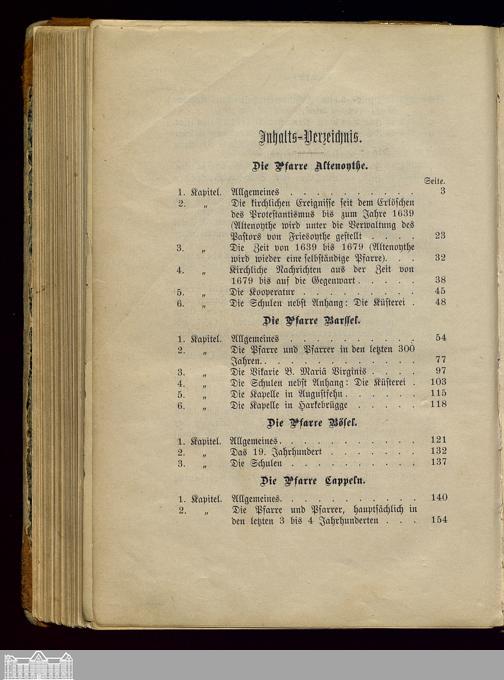 Inhalts-Verzeichnis.
Die Pfarre Altenoythe.
Seite.
1. Kapitel. Allgemeines . . . . . . . . . . 3
2. „ Die kirchlichen Ereignisse seit dem Erlöschen
des Protestantismus bis zum Jahre 1639
(Altenoythe wird unter die Verwaltung des
Pastors von Friesoythe gestellt . . . . 23
3. „ Die Zeit von 1639 bis 1679 (Altenoythe
wird wieder eine selbständige Pfarre) . . . 32
4. „ Kirchliche Nachrichten aus der Zeit von
1679 bis auf die Gegenwart . . . . . 38
5. „ Die Kooperatur . . . . . . . . . 45
6. „ Die Schulen nebst Anhang: Die Küsterei . 48
Die Pfarre Barssel.
1. Kapitel. Allgemeines . . . . . . . . . . 54
2. „ Die Pfarre und Pfarrer in den letzten 300
Jahren . . . . . . . . . . . . 77
3. „ Die Vikarie B. Mariä Virginis . . . . 97
4. „ Die Schulen nebst Anhang: Die Küsterei . 103
5. „ Die Kapelle in Augustfehn . . . . . . 115
6. „ Die Kapelle in Harkebrügge . . . . . 118
Die Pfarre Bösel.
1. Kapitel. Allgemeines . . . . . . . . . . . 121
2. „ Das 19. Jahrhundert . . . . . . . 132
3. „ Die Schulen . . . . . . . . . . 137
Die Pfarre Cappeln.
1. Kapitel. Allgemeines . . . . . . . . . . . 140
2. „ Die Pfarre und Pfarrer, hauptsächlich in
den letzten 3 bis 4 Jahrhunderten . . . 154